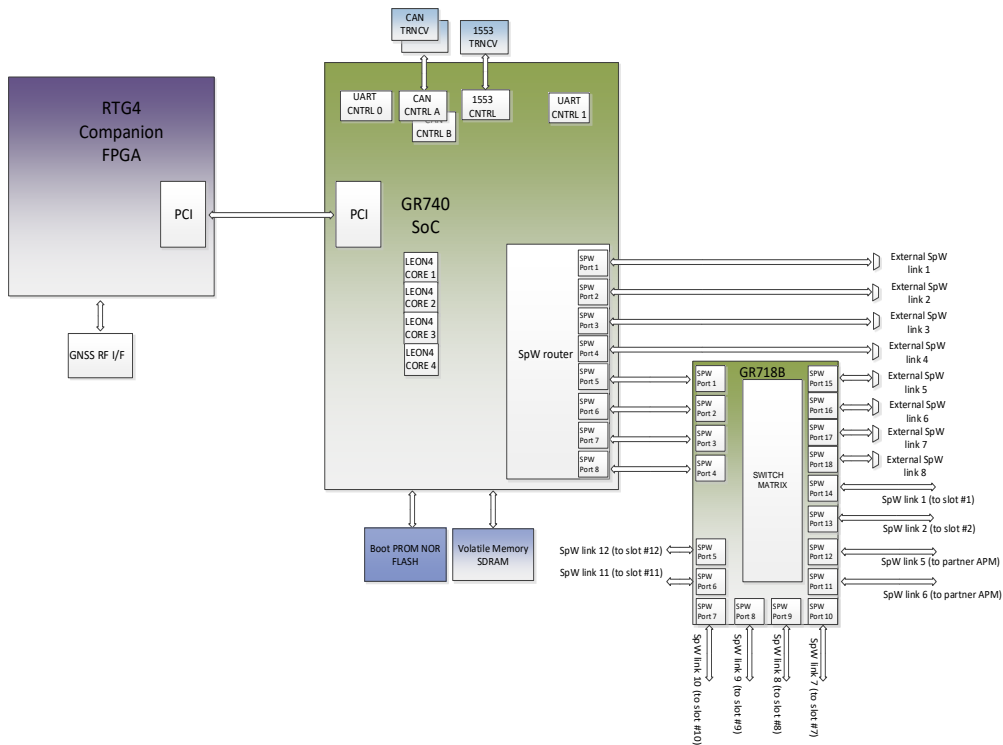 CAN
TRNCV
1553
TRNCV
RTG4
Companion
FPGA
PCI
UART
CNTRL 0
CAN
CNTRL A
CNTRL B
1553
CNTRL
UART
CNTRL 1
PCI
GR740
SoC
LEON4
CORE 1
LEON4
CORE 2
LEON4
CORE 3
LEON4
CORE 4
SpW router
SPW
Port 1
SPW
Port 2
SPW
Port 3
SPW
Port 4
SPW
Port 5
SPW
Port 6
SPW
Port 7
SPW
Port 8
External SpW
link 1
External SpW
link 2
External SpW
link 3
External SpW
link 4
External SpW
link 5
External SpW
link 6
External SpW
link 7
External SpW
link 8
GNSS RF I/F
Boot PROM NOR
FLASH
Volatile Memory
SDRAM
GR718B
SWITCH
MATRIX
SPW
Port 1
SPW
Port 2
SPW
Port 3
SPW
Port 4
SPW
Port 5
SPW
Port 6
SPW
Port 7
SPW
Port 8
SPW
Port 9
SPW
Port 10
SPW
Port 15
SPW
Port 16
SPW
Port 17
SPW
Port 18
SPW
Port 14
SPW
Port 13
SPW
Port 12
SPW
Port 11
SpW link 1 (to slot #1)
SpW link 2 (to slot #2)
SpW link 5 (to partner APM)
SpW link 6 (to partner APM)
SpW link 12 (to slot #12)
SpW link 11 (to slot #11)
SpW link 10 (to slot #10)
SpW link 9 (to slot #9)
SpW link 8 (to slot #8)
SpW link 7 (to slot #7)